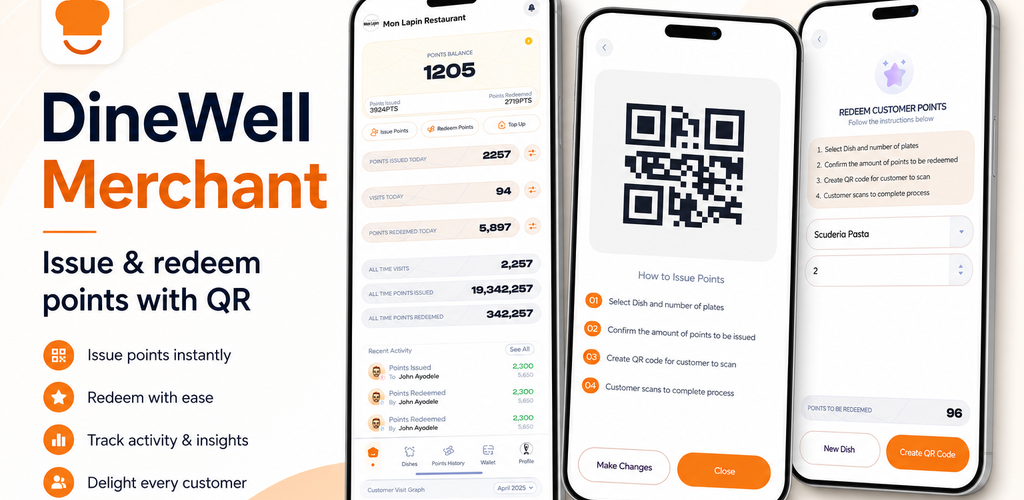 DineWell
Merchant
Issue & redeem
points with QR
Issue points instantly
Redeem with ease
Track activity & insights
Delight every customer
Mon Lapin
Mon Lapin Restaurant
POINTS BALANCE
1205
Points Issued
3924PTS
Points Redeemed
2719PTS
Issue Points
Redeem Points
Top Up
POINTS ISSUED TODAY
2257
VISITS TODAY
94
POINTS REDEEMED TODAY
5,897
ALL TIME VISITS
2,257
ALL TIME POINTS ISSUED
19,342,257
ALL TIME POINTS REDEEMED
342,257
Recent Activity
See All
Points Issued
2,300
To John Ayodele
5,650
Points Redeemed
2,300
By John Ayodele
5,650
Points Redeemed
2,300
By John Ayodele
5,650
Dishes
Points History
Wallet
Profile
Customer Visit Graph
April 2025
How to Issue Points
01 Select Dish and number of plates
02 Confirm the amount of points to be issued
03 Create QR code for customer to scan
04 Customer scans to complete process
Make Changes
Close
REDEEM CUSTOMER POINTS
Follow the instructions below
1. Select Dish and number of plates
2. Confirm the amount of points to be redeemed
3. Create QR code for customer to scan
4. Customer scans to complete process
Scuderia Pasta
2
POINTS TO BE REDEEMED
96
New Dish
Create QR Code